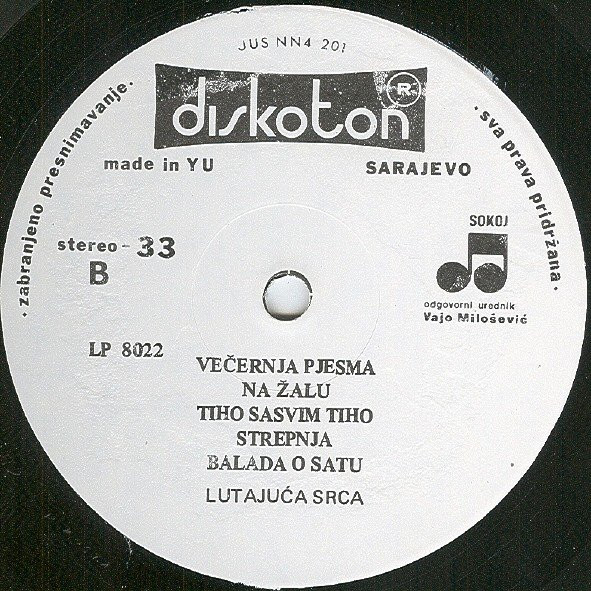 JUS NN4 201
diskoton ®
· zabranjeno presnimavanje ·
· sva prava pridržana ·
made in YU
SARAJEVO
stereo - 33
B
SOKOJ
odgovorni urednik
Vajo Milošević
LP 8022
VEČERNJA PJESMA
NA ŽALU
TIHO SASVIM TIHO
STREPNJA
BALADA O SATU
LUTAJUĆA SRCA